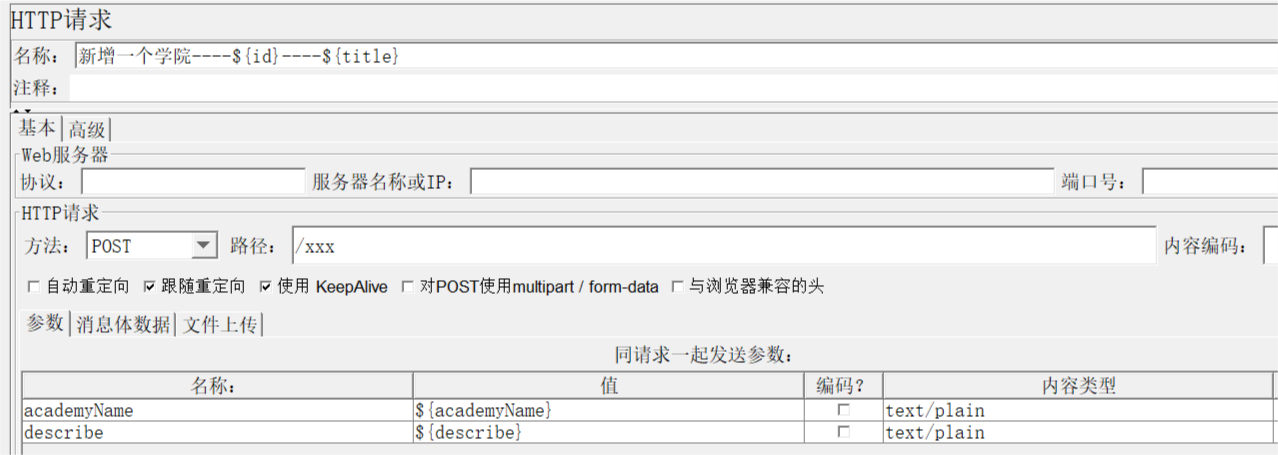 HTTP请求
名称： 新增一个学院----${id}----${title}
注释：
基本 高级
Web服务器
协议： 服务器名称或IP： 端口号：
HTTP请求
方法： POST 路径： /xxx 内容编码：
自动重定向 跟随重定向 使用 KeepAlive 对POST使用multipart / form-data 与浏览器兼容的头
参数 消息体数据 文件上传
同请求一起发送参数：
名称： 值 编码？ 内容类型
academyName ${academyName} text/plain
describe ${describe} text/plain